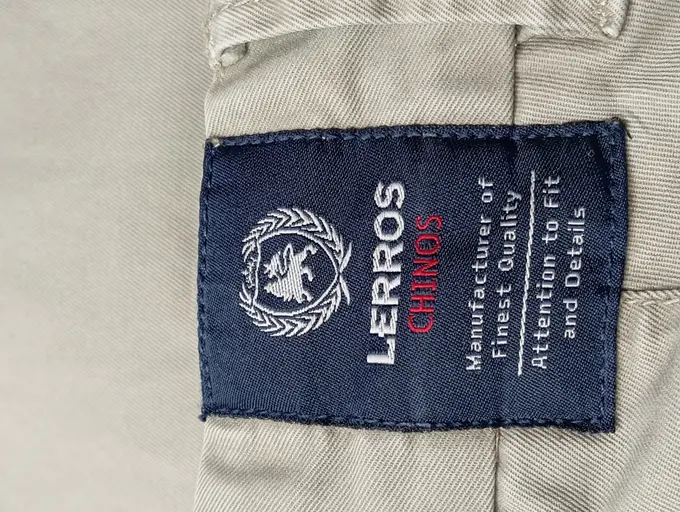 LERROS
CHINOS
Manufacturer of
Finest Quality
Attention to Fit
and Details